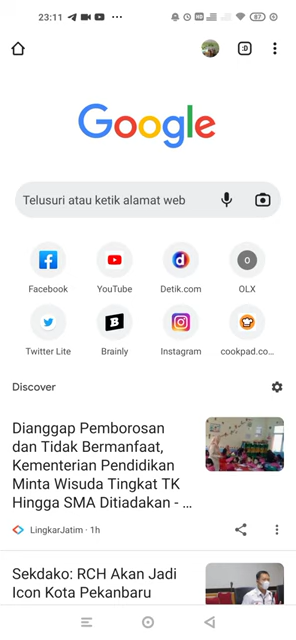 23:11
87
:D
Google
Telusuri atau ketik alamat web
Facebook
YouTube
Detik.com
OLX
Twitter Lite
Brainly
Instagram
cookpad.co...
Discover
Dianggap Pemborosan
dan Tidak Bermanfaat,
Kementerian Pendidikan
Minta Wisuda Tingkat TK
Hingga SMA Ditiadakan - ...
LingkarJatim · 1h
Sekdako: RCH Akan Jadi
Icon Kota Pekanbaru